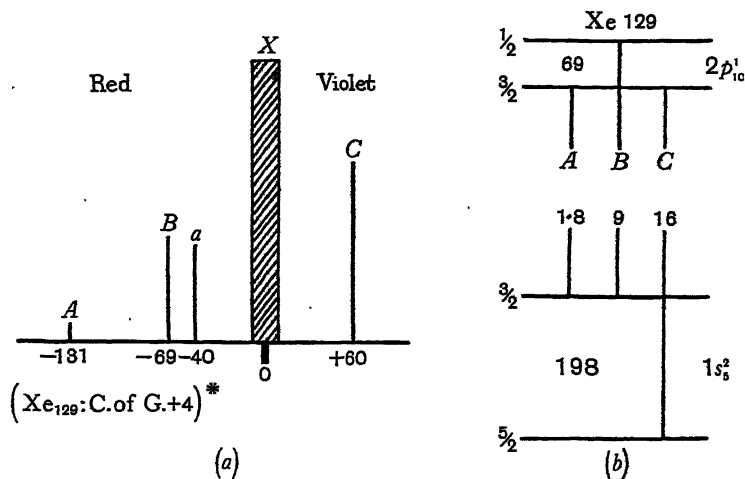 X
Red
Violet
C
B
a
A
−131
−69
−40
0
+60
(Xe₁₂₉: C. of G. +4)*
(a)
Xe 129
½
69
2p¹₁₀
3/2
A B C
1·8 9 16
3/2
198
1s²₅
5/2
(b)